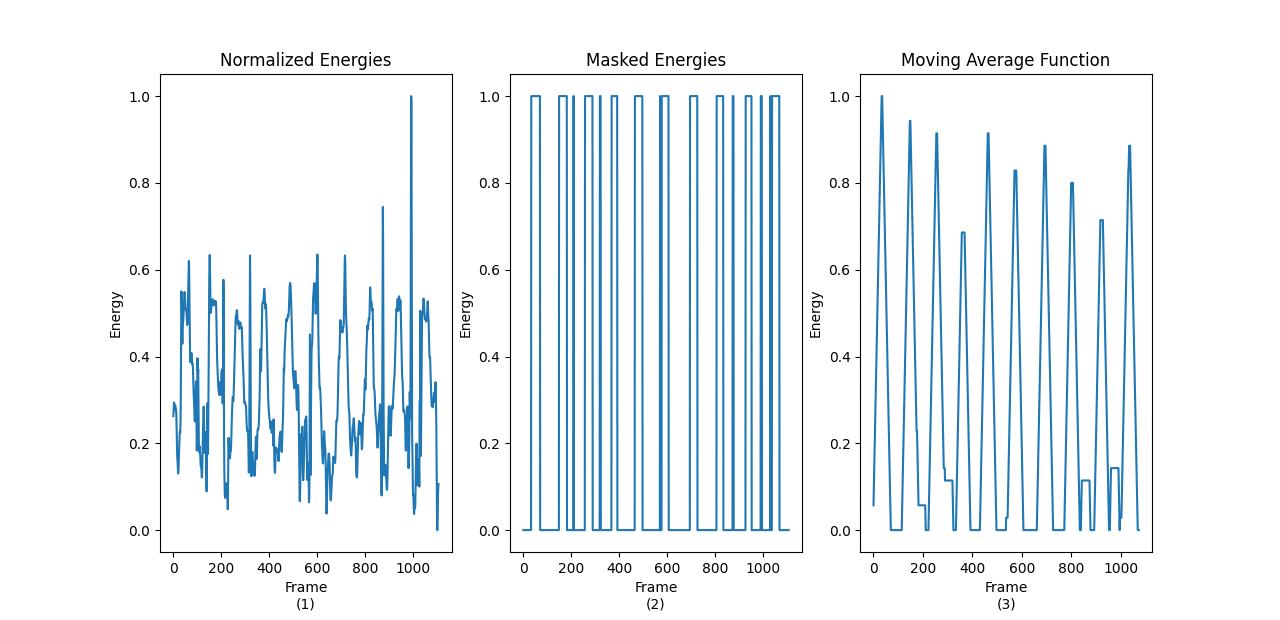 Normalized Energies
1.0
0.8
0.6
0.4
0.2
0.0
Energy
0 200 400 600 800 1000
Frame
(1)
Masked Energies
1.0
0.8
0.6
0.4
0.2
0.0
Energy
0 200 400 600 800 1000
Frame
(2)
Moving Average Function
1.0
0.8
0.6
0.4
0.2
0.0
Energy
0 200 400 600 800 1000
Frame
(3)